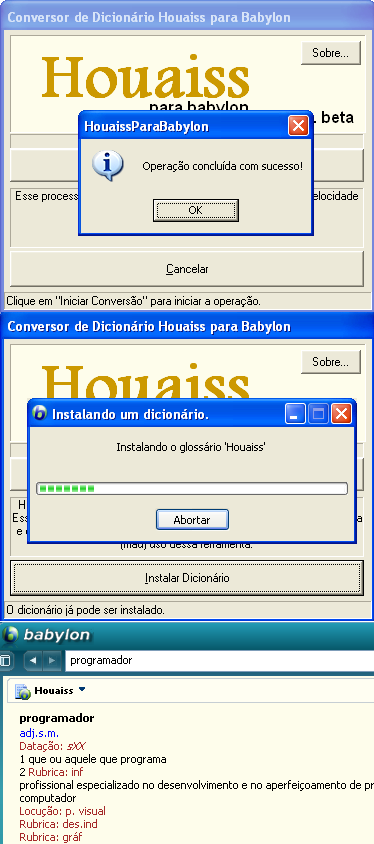 Conversor de Dicionário Houaiss para Babylon
Sobre...
Houaiss
para babylon
beta
HouaissParaBabylon
Operação concluída com sucesso!
OK
Esse process
elocidade
Cancelar
Clique em "Iniciar Conversão" para iniciar a operação.
Conversor de Dicionário Houaiss para Babylon
Sobre...
Houaiss
Instalando um dicionário.
Instalando o glossário 'Houaiss'
Abortar
H
Ess
a
e
(mau) uso dessa ferramenta.
Instalar Dicionário
O dicionário já pode ser instalado.
babylon
programador
Houaiss
programador
adj.s.m.
Datação: sXX
1 que ou aquele que programa
2 Rubrica: inf
profissional especializado no desenvolvimento e no aperfeiçoamento de pr
computador
Locução: p. visual
Rubrica: des.ind
Rubrica: gráf